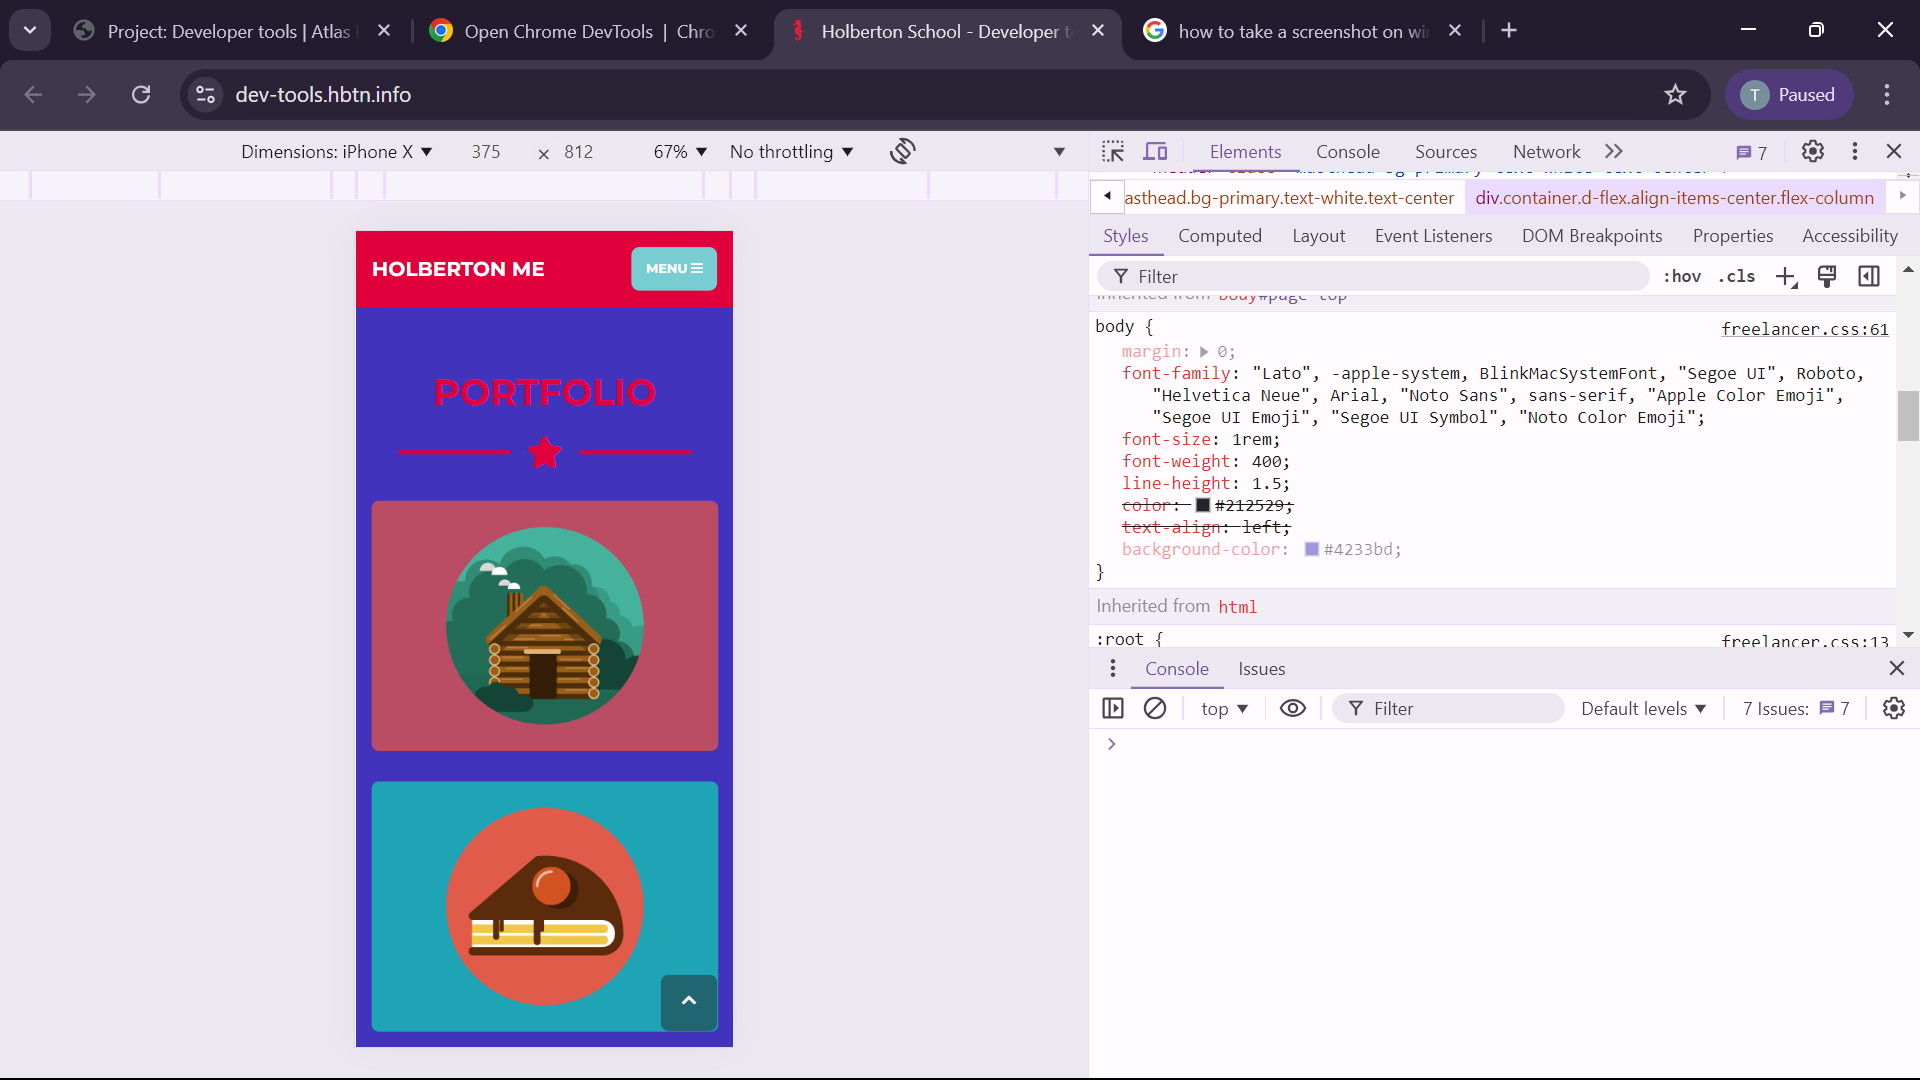 Project: Developer tools | Atlas
Open Chrome DevTools | Chro
Holberton School - Developer t
how to take a screenshot on wi
dev-tools.hbtn.info
T Paused
Dimensions: iPhone X 375 × 812 67% No throttling
Elements Console Sources Network 7
asthead.bg-primary.text-white.text-center div.container.d-flex.align-items-center.flex-column
Styles Computed Layout Event Listeners DOM Breakpoints Properties Accessibility
Filter :hov .cls
Inherited from body#page-top
body { freelancer.css:61
margin: 0;
font-family: "Lato", -apple-system, BlinkMacSystemFont, "Segoe UI", Roboto,
"Helvetica Neue", Arial, "Noto Sans", sans-serif, "Apple Color Emoji",
"Segoe UI Emoji", "Segoe UI Symbol", "Noto Color Emoji";
font-size: 1rem;
font-weight: 400;
line-height: 1.5;
color: #212529;
text-align: left;
background-color: #4233bd;
}
Inherited from html
:root { freelancer.css:13
Console Issues
top Filter Default levels 7 Issues: 7
HOLBERTON ME
MENU
PORTFOLIO